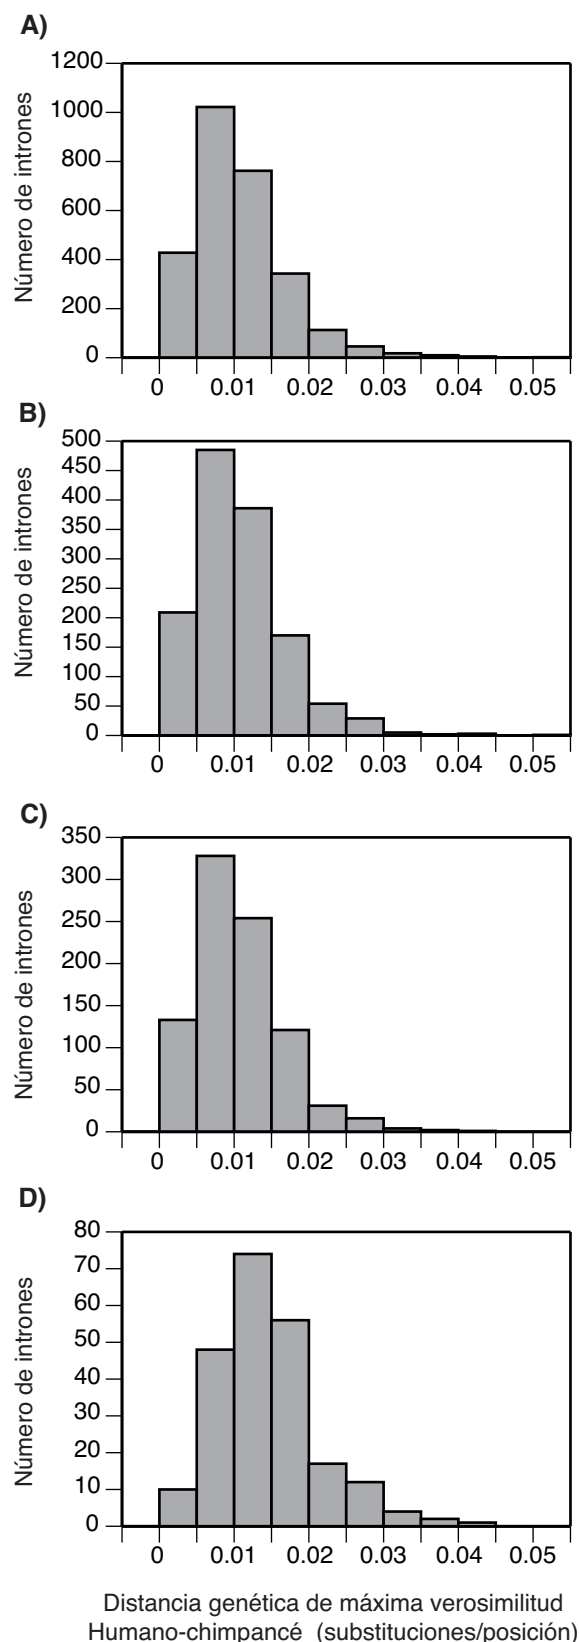 A)
Número de intrones
1200
1000
800
600
400
200
0
0 0.01 0.02 0.03 0.04 0.05
B)
Número de intrones
500
450
400
350
300
250
200
150
100
50
0
0 0.01 0.02 0.03 0.04 0.05
C)
Número de intrones
350
300
250
200
150
100
50
0
0 0.01 0.02 0.03 0.04 0.05
D)
Número de intrones
80
70
60
50
40
30
20
10
0
0 0.01 0.02 0.03 0.04 0.05
Distancia genética de máxima verosimilitud
Humano-chimpancé (substituciones/posición)